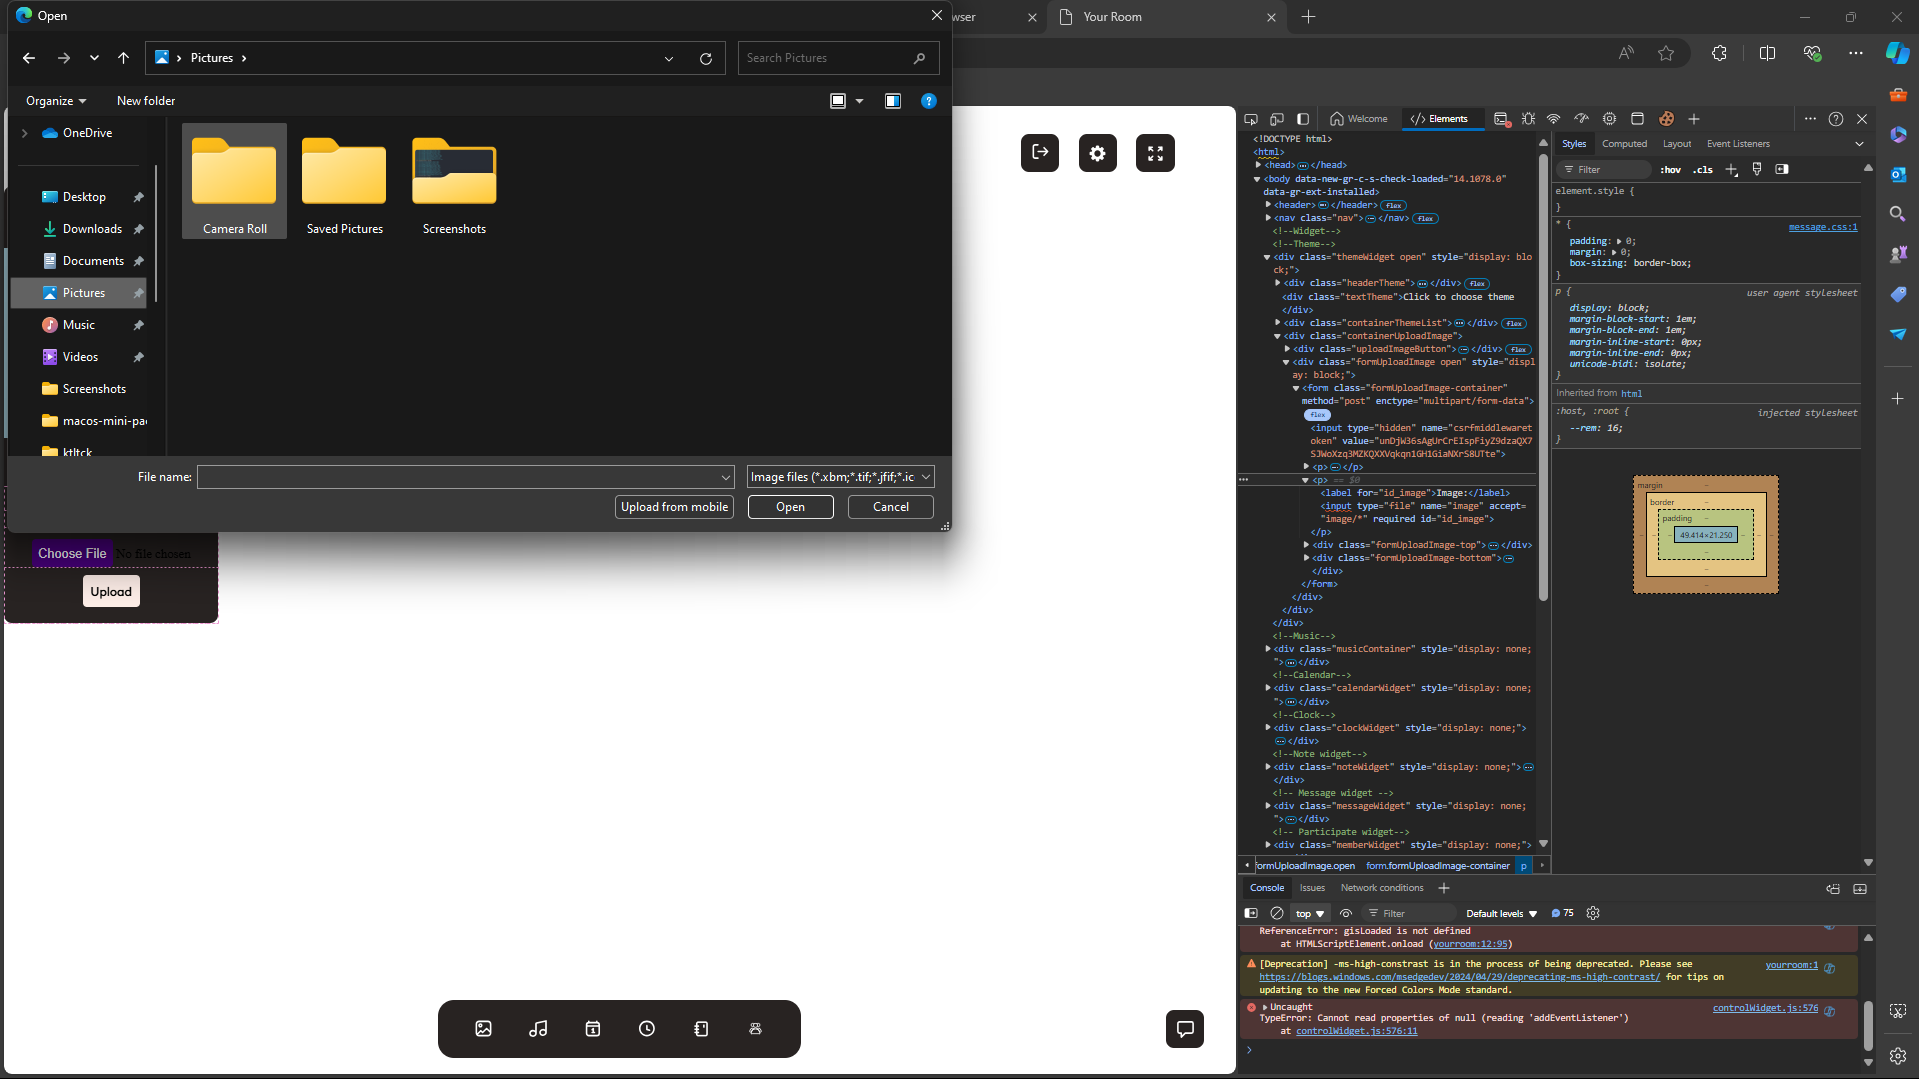 Open
wser
Your Room
Pictures
Search Pictures
Organize
New folder
OneDrive
Desktop
Downloads
Documents
Pictures
Music
Videos
Screenshots
macos-mini-pa
ktltck
Camera Roll
Saved Pictures
Screenshots
File name:
Image files (*.xbm;*.tif;*.jfif;*.ic
Upload from mobile
Open
Cancel
Choose File No file chosen
Upload
Welcome
Elements
<!DOCTYPE html>
<html>
<head></head>
<body data-new-gr-c-s-check-loaded="14.1078.0"
data-gr-ext-installed>
<header></header> flex
<nav class="nav"></nav> flex
<!--Widget-->
<!--Theme-->
<div class="themeWidget open" style="display: blo
ck;">
<div class="headerTheme"></div> flex
<div class="textTheme">Click to choose theme
</div>
<div class="containerThemeList"></div> flex
<div class="containerUploadImage">
<div class="uploadImageButton"></div> flex
<div class="formUploadImage open" style="displ
ay: block;">
<form class="formUploadImage-container"
method="post" enctype="multipart/form-data">
flex
<input type="hidden" name="csrfmiddlewaret
oken" value="
<p></p>
<p> == $0
<label for="id_image">Image:</label>
<input type="file" name="image" accept=
"image/*" required id="id_image">
</p>
<div class="formUploadImage-top"></div>
<div class="formUploadImage-bottom">
</div>
</form>
</div>
</div>
</div>
<!--Music-->
<div class="musicContainer" style="display: none;
"></div>
<!--Calendar-->
<div class="calendarWidget" style="display: none;
"></div>
<!--Clock-->
<div class="clockWidget" style="display: none;">
</div>
<!--Note widget-->
<div class="noteWidget" style="display: none;">
</div>
<!-- Message widget -->
<div class="messageWidget" style="display: none;
"></div>
<!-- Participate widget-->
<div class="memberWidget" style="display: none;">
formUploadImage.open form.formUploadImage-container p
Styles Computed Layout Event Listeners
Filter :hov .cls
element.style {
}
* { message.css:1
padding: 0;
margin: 0;
box-sizing: border-box;
}
p { user agent stylesheet
display: block;
margin-block-start: 1em;
margin-block-end: 1em;
margin-inline-start: 0px;
margin-inline-end: 0px;
unicode-bidi: isolate;
}
Inherited from html
:host, :root { injected stylesheet
--rem: 16;
}
margin
border
padding
49.414×21.250
Console Issues Network conditions
top Filter Default levels 75
ReferenceError: gisLoaded is not defined
at HTMLScriptElement.onload (yourroom:12:95)
[Deprecation] -ms-high-constrast is in the process of being deprecated. Please see yourroom:1
https://blogs.windows.com/msedgedev/2024/04/29/deprecating-ms-high-contrast/ for tips on
updating to the new Forced Colors Mode standard.
Uncaught controlWidget.js:576
TypeError: Cannot read properties of null (reading 'addEventListener')
at controlWidget.js:576:11